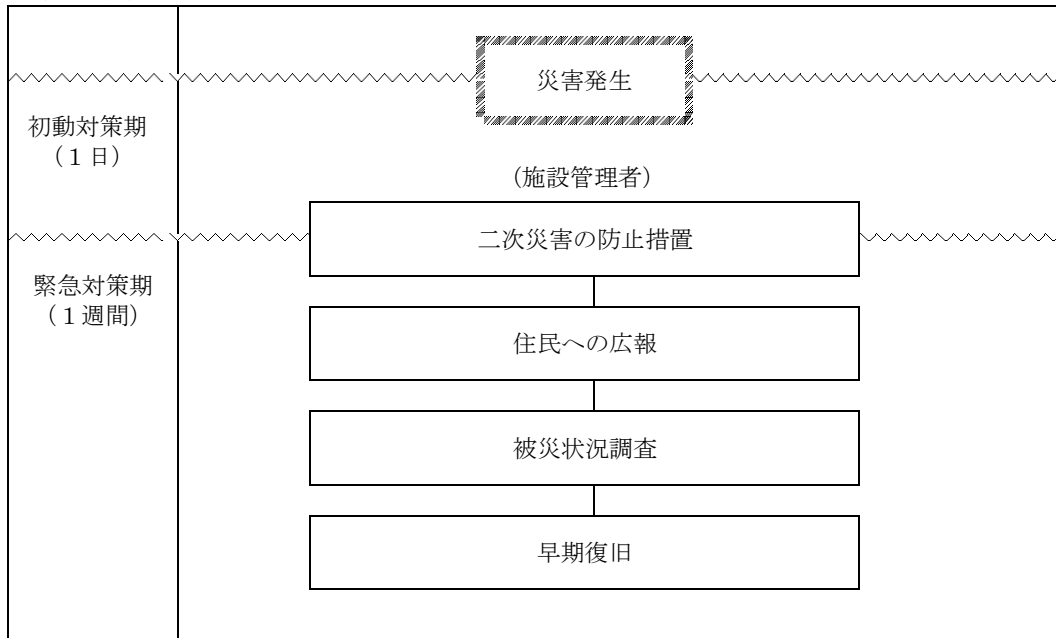 災害発生
初動対策期
（１日）
（施設管理者）
二次災害の防止措置
緊急対策期
（１週間）
住民への広報
被災状況調査
早期復旧